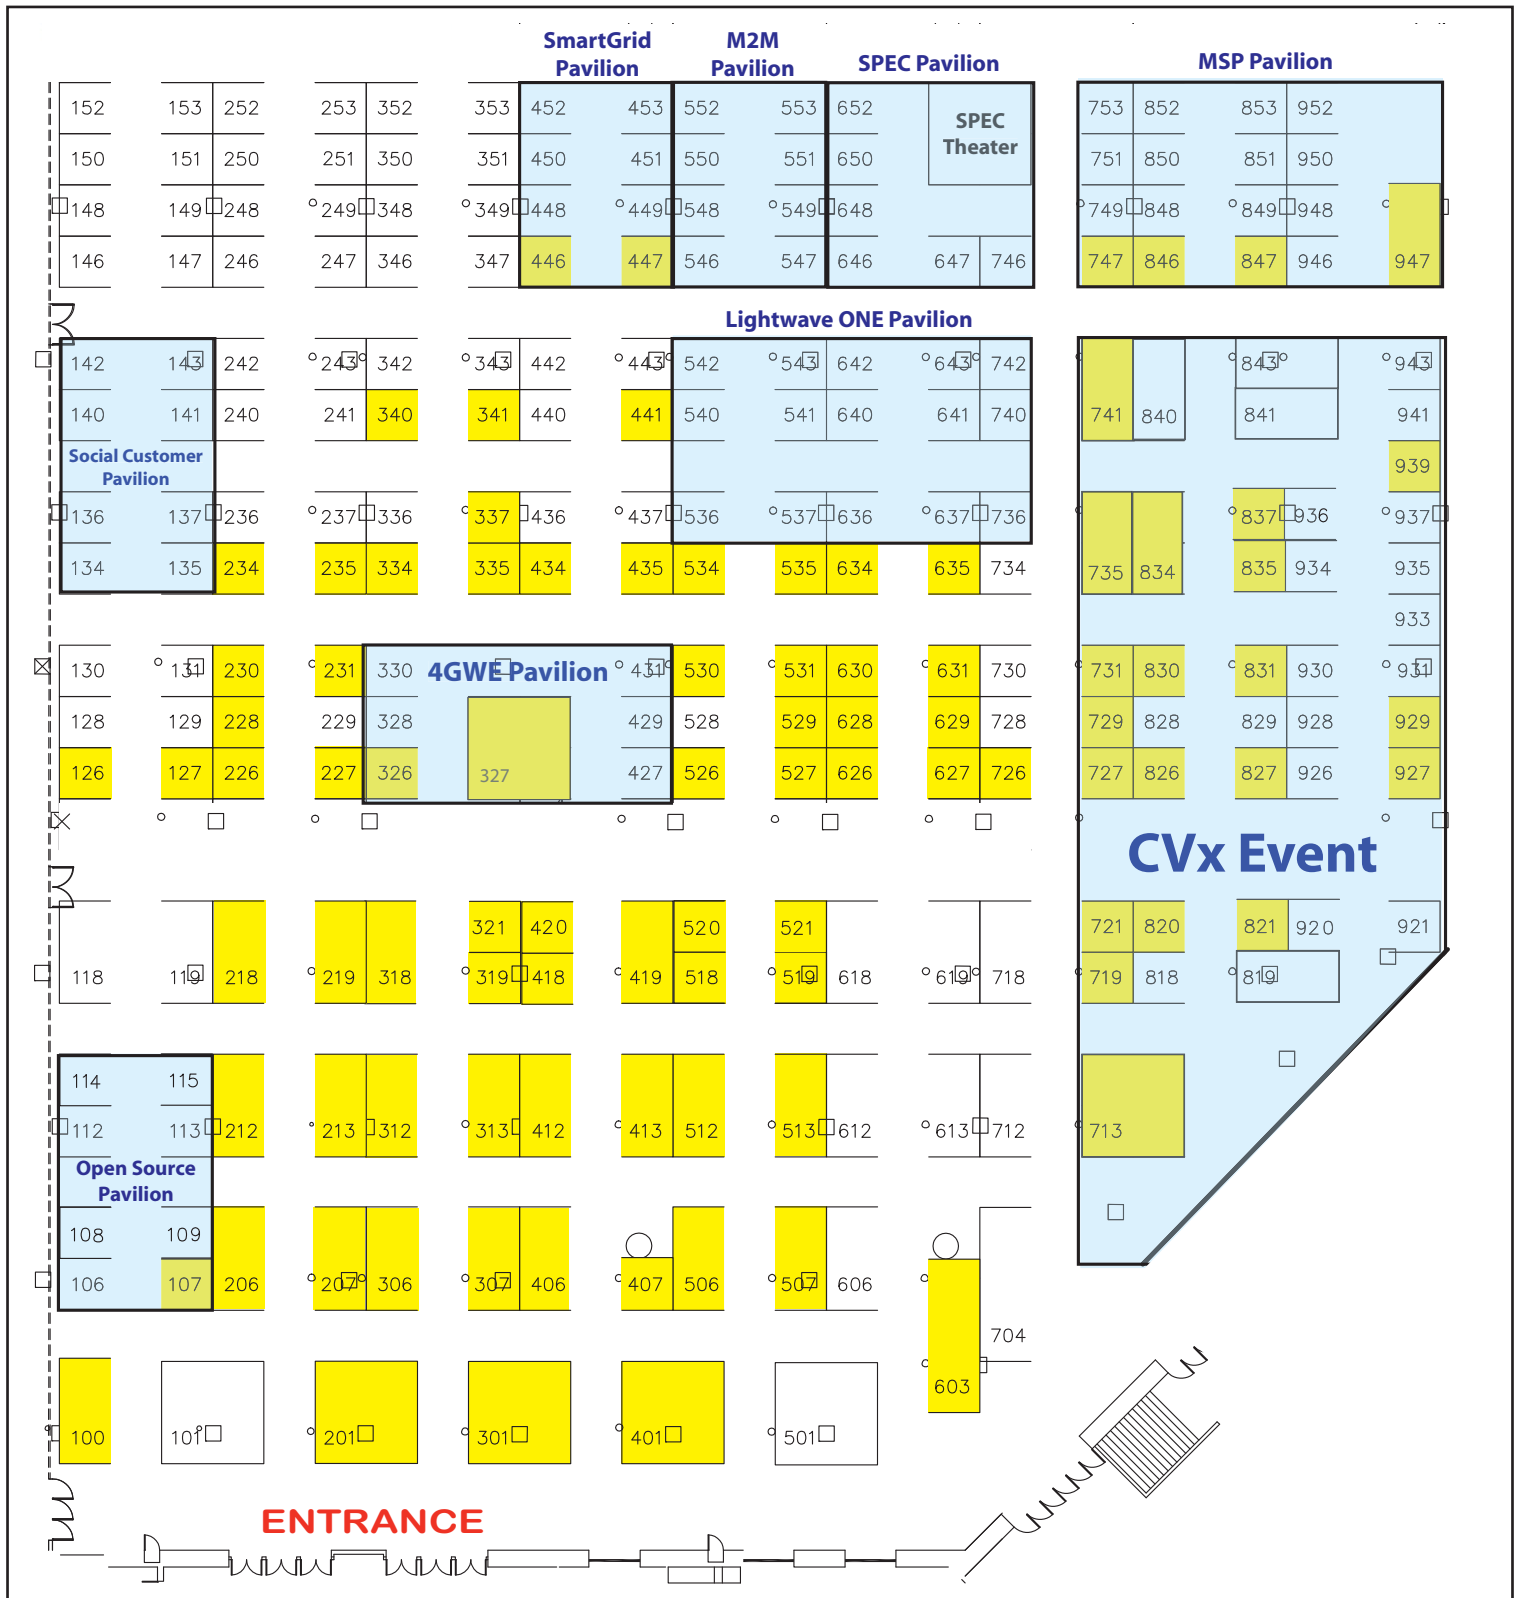 SmartGrid
Pavilion
M2M
Pavilion
SPEC Pavilion
MSP Pavilion
152 153 252 253 352 353 452 453 552 553 652 753 852 853 952
SPEC
Theater
150 151 250 251 350 351 450 451 550 551 650 751 850 851 950
148 149 248 249 348 349 448 449 548 549 648 749 848 849 948
146 147 246 247 346 347 446 447 546 547 646 647 746 747 846 847 946 947
Lightwave ONE Pavilion
142 143 242 243 342 343 442 443 542 543 642 643 742 843 943
140 141 240 241 340 341 440 441 540 541 640 641 740 741 840 841 941
Social Customer
Pavilion
939
136 137 236 237 336 337 436 437 536 537 636 637 736 837 936 937
134 135 234 235 334 335 434 435 534 535 634 635 734 735 834 835 934 935
933
130 131 230 231 330 4GWE Pavilion 431 530 531 630 631 730 731 830 831 930 931
128 129 228 229 328 429 528 529 628 629 728 729 828 829 928 929
126 127 226 227 326 327 427 526 527 626 627 726 727 826 827 926 927
CVx Event
321 420 520 521 721 820 821 920 921
118 119 218 219 318 319 418 419 518 519 618 619 718 719 818 819
114 115
112 113 212 213 312 313 412 413 512 513 612 613 712 713
Open Source
Pavilion
108 109
106 107 206 207 306 307 406 407 506 507 606
704
603
100 101 201 301 401 501
ENTRANCE